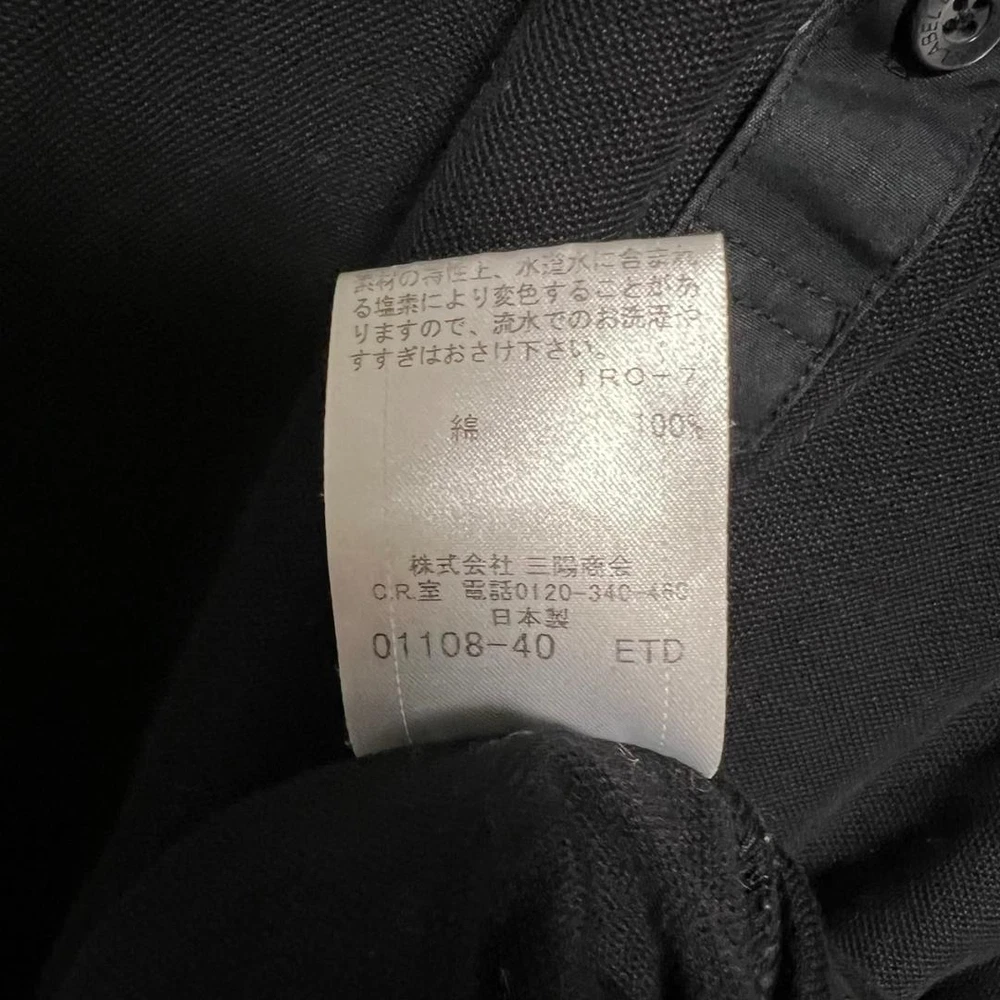 素材の特性上、水道水に含まれ
る塩素により変色することがあ
りますので、流水でのお洗濯や
すすぎはおさけ下さい。
1RO-7
綿 100%
株式会社 三陽商会
C.R.室 電話0120-340-460
日本製
01108-40 ETD